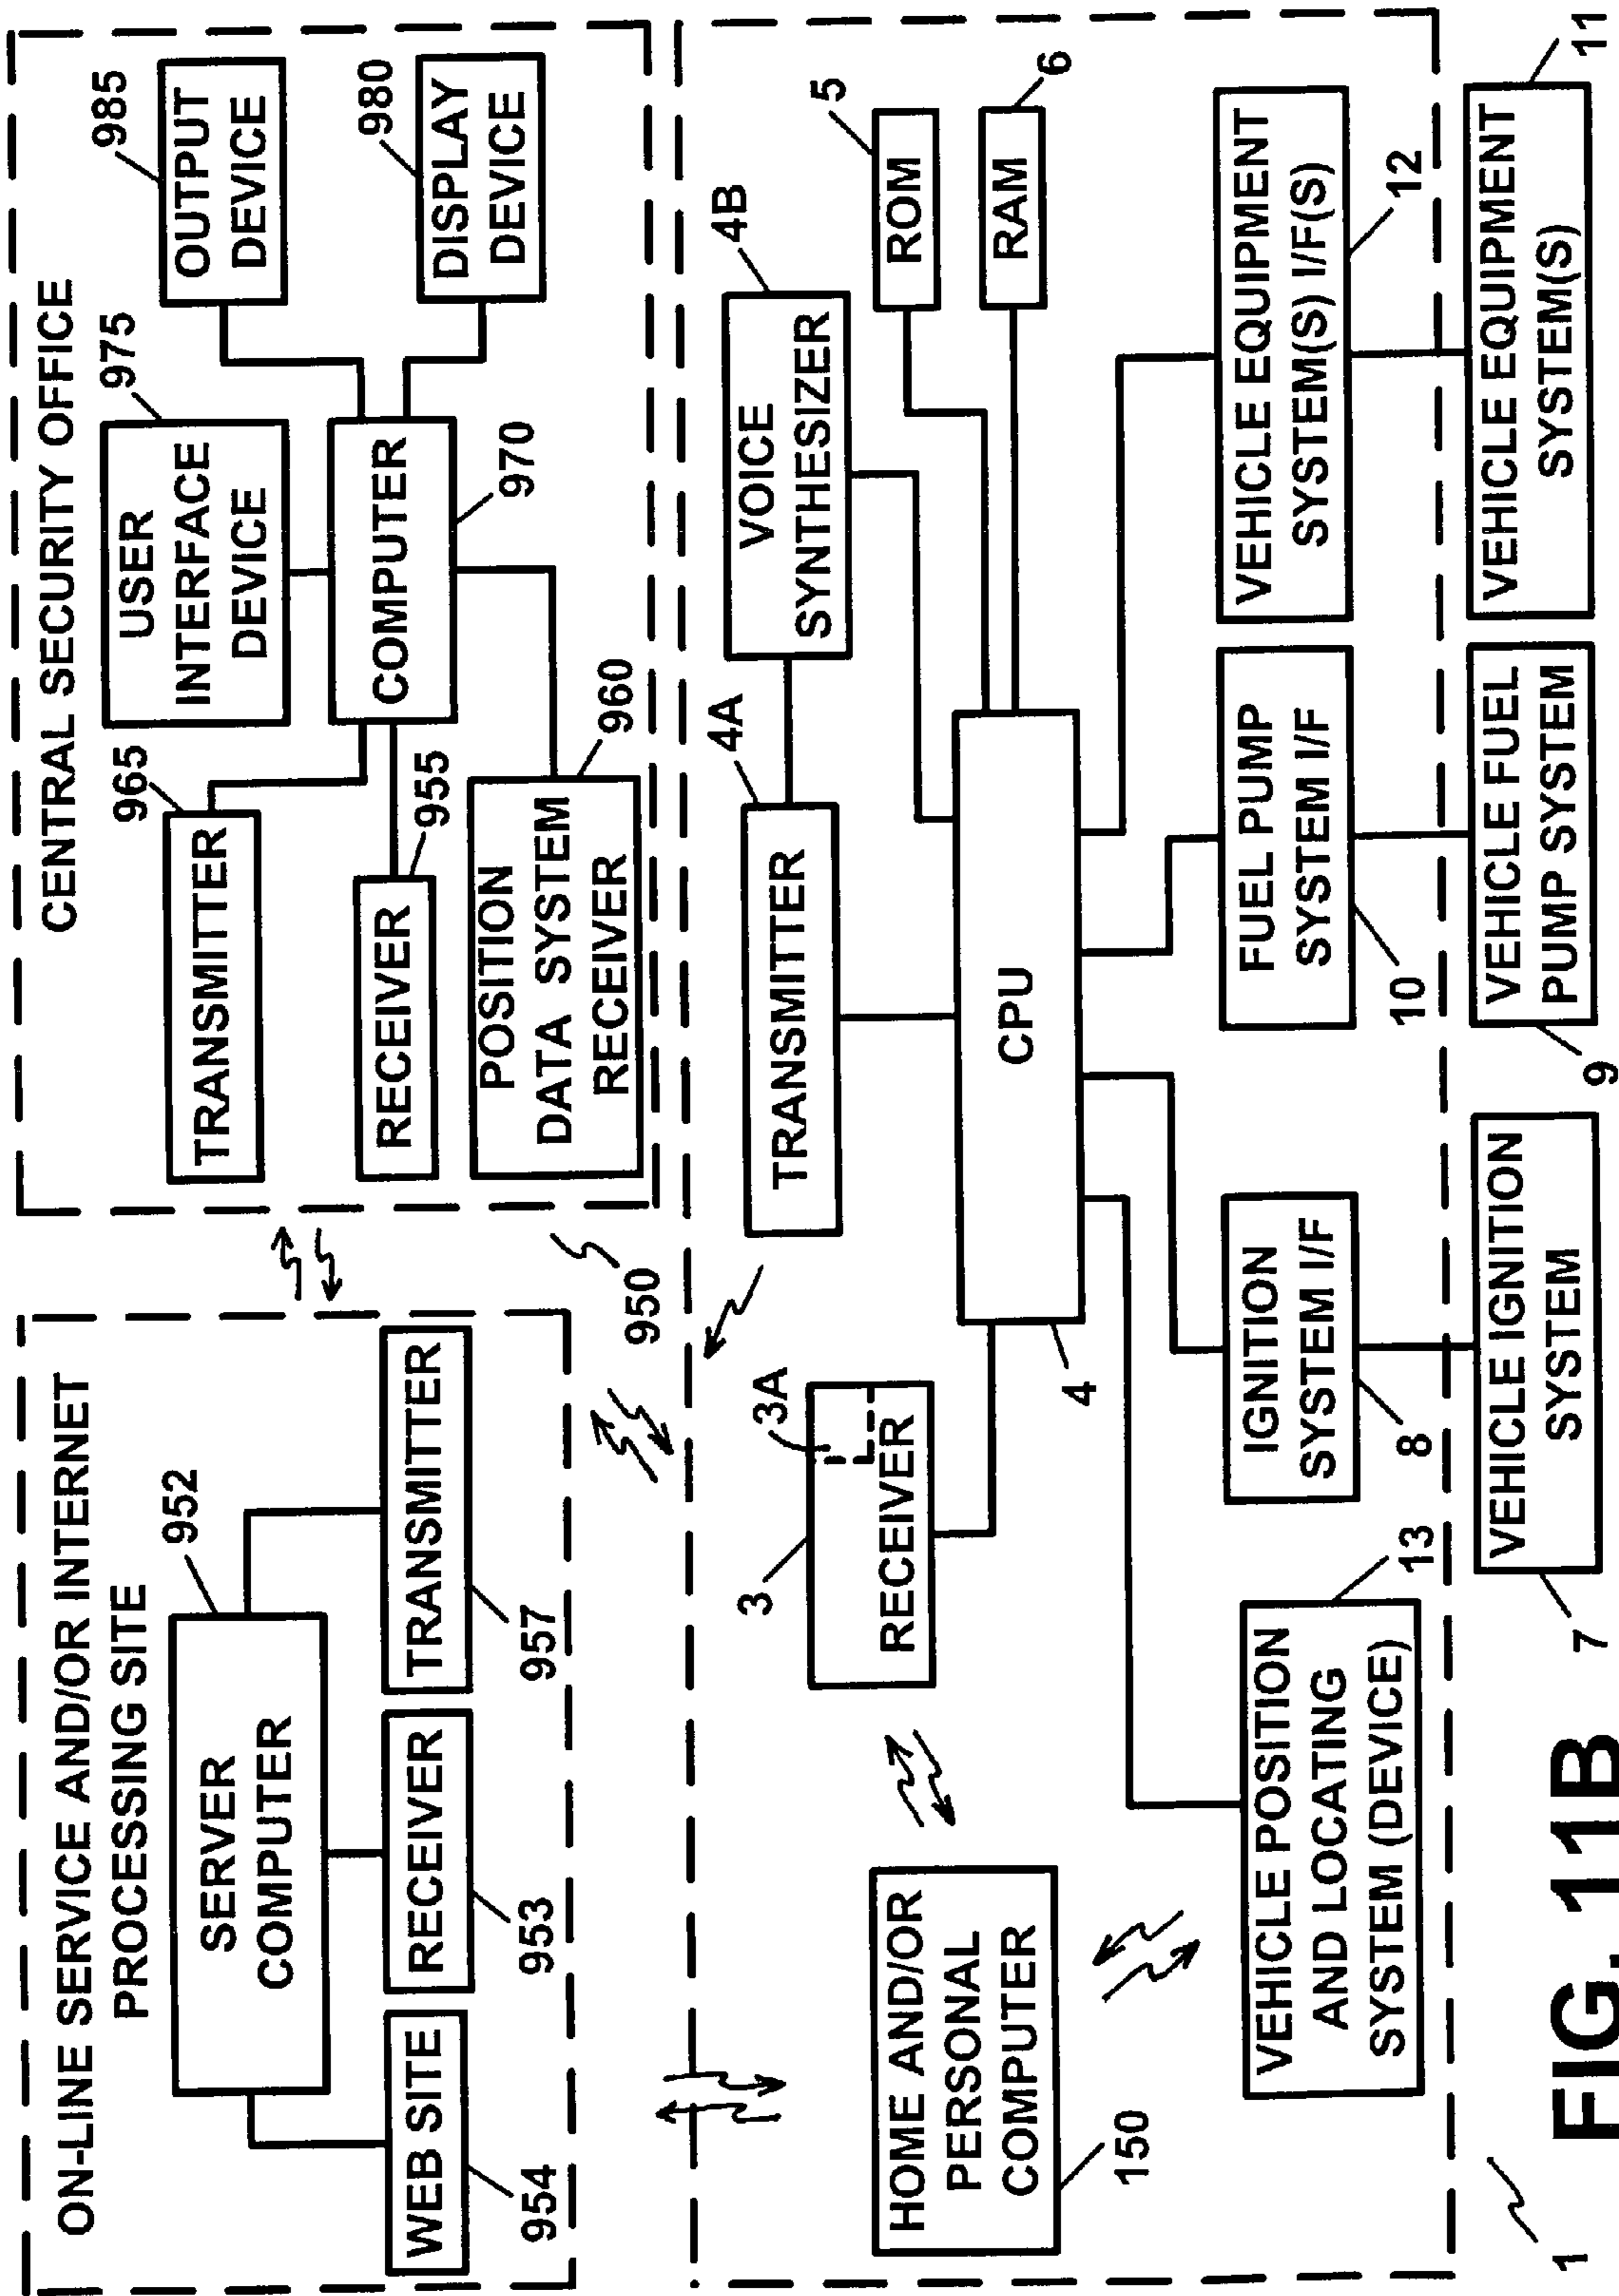 ON-LINE SERVICE AND/OR INTERNET
PROCESSING SITE
SERVER
COMPUTER
952
WEB SITE
954
RECEIVER
953
TRANSMITTER
957
CENTRAL SECURITY OFFICE
TRANSMITTER
965
RECEIVER
955
POSITION
DATA SYSTEM
RECEIVER
960
USER
INTERFACE
DEVICE
975
COMPUTER
970
OUTPUT
DEVICE
985
DISPLAY
DEVICE
980
950
HOME AND/OR
PERSONAL
COMPUTER
150
3
3A
RECEIVER
TRANSMITTER
4A
VOICE
SYNTHESIZER
4B
ROM
5
RAM
6
CPU
4
VEHICLE POSITION
AND LOCATING
SYSTEM (DEVICE)
13
IGNITION
SYSTEM I/F
8
FUEL PUMP
SYSTEM I/F
10
VEHICLE EQUIPMENT
SYSTEM(S) I/F(S)
12
VEHICLE IGNITION
SYSTEM
7
VEHICLE FUEL
PUMP SYSTEM
9
VEHICLE EQUIPMENT
SYSTEM(S)
11
1
FIG. 11B